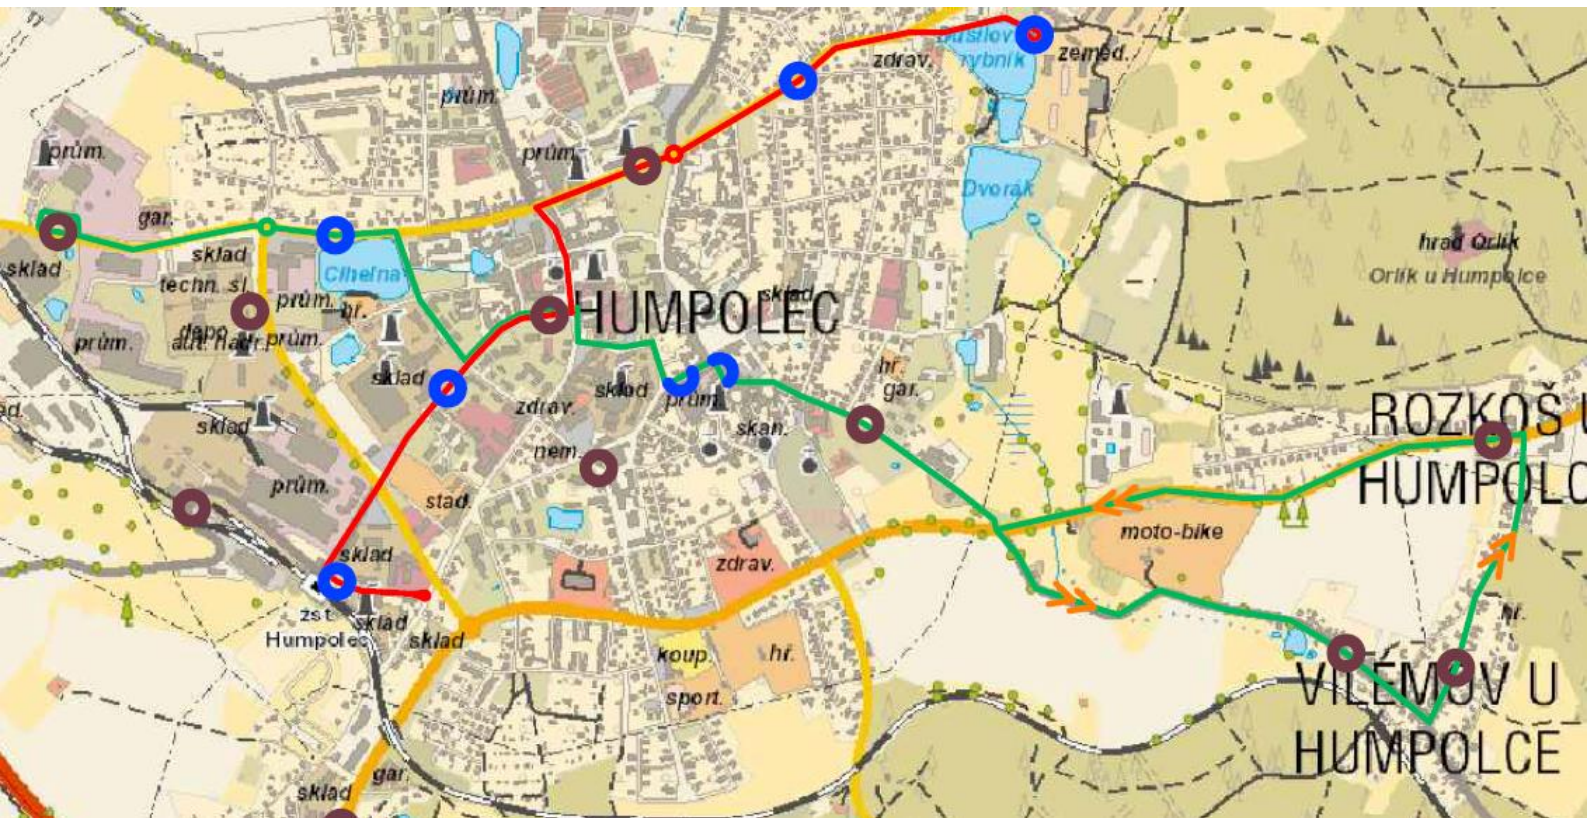 rybník
zeměd.
zdrav.
prům.
prům.
prům.
Dvorák
gar.
hrad Orlík
Orlík u Humpolce
sklad
sklad
Cihelna
techn. sl.
prům.
hř.
sklad
HUMPOLEC
prům.
prům.
hř.
gar.
sklad
sklad
prům.
zdrav.
ROZKOŠ U
sklad
skan.
nem.
HUMPOLC
prům.
stad.
moto-bike
sklad
zdrav.
žst.
Humpolec
sklad
sklad
hř.
koup.
hř.
sport.
VILÉMOV U
HUMPOLCE
gar.
sklad